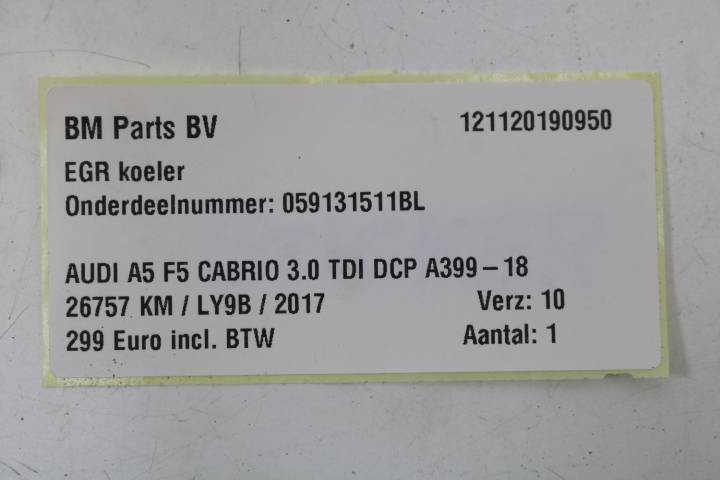 BM Parts BV 121120190950
EGR koeler
Onderdeelnummer: 059131511BL
AUDI A5 F5 CABRIO 3.0 TDI DCP A399 – 18
26757 KM / LY9B / 2017 Verz: 10
299 Euro incl. BTW Aantal: 1